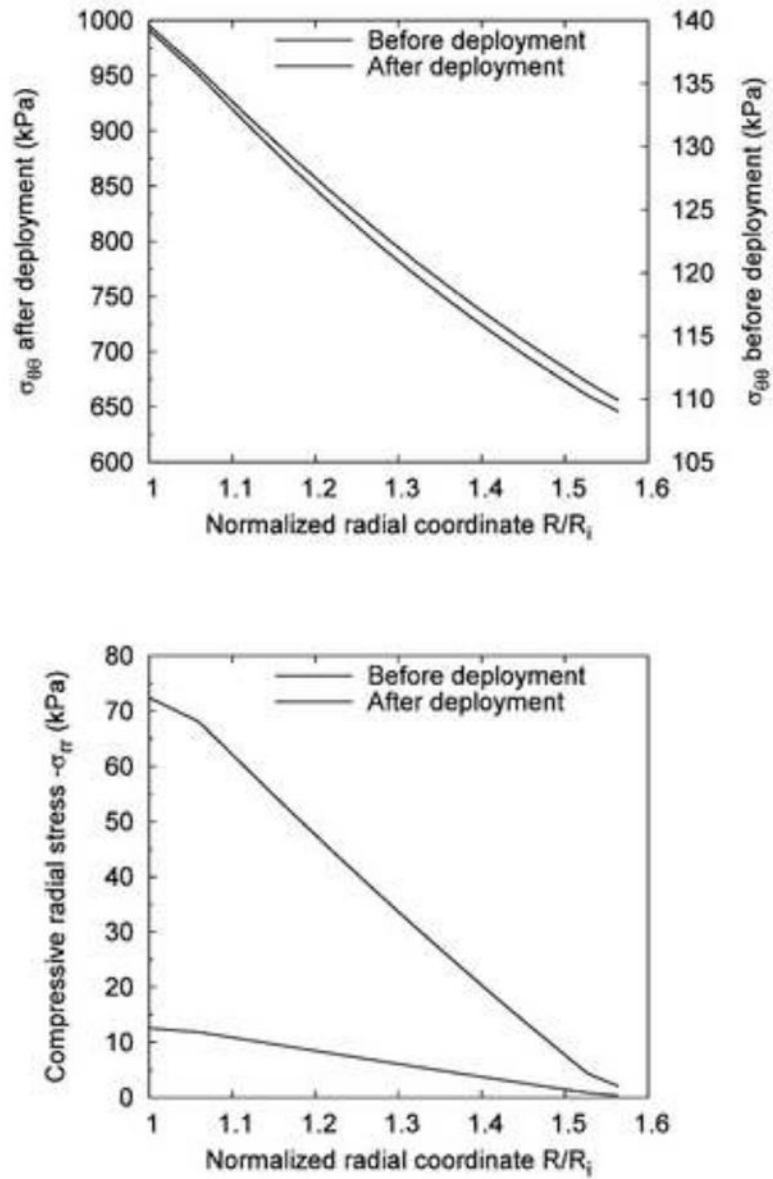 1000
950
900
850
800
750
700
650
600
140
135
130
125
120
115
110
105
1 1.1 1.2 1.3 1.4 1.5 1.6
σθθ after deployment (kPa)
σθθ before deployment (kPa)
Before deployment
After deployment
Normalized radial coordinate R/Ri
80
70
60
50
40
30
20
10
0
1 1.1 1.2 1.3 1.4 1.5 1.6
Compressive radial stress -σrr (kPa)
Before deployment
After deployment
Normalized radial coordinate R/Ri